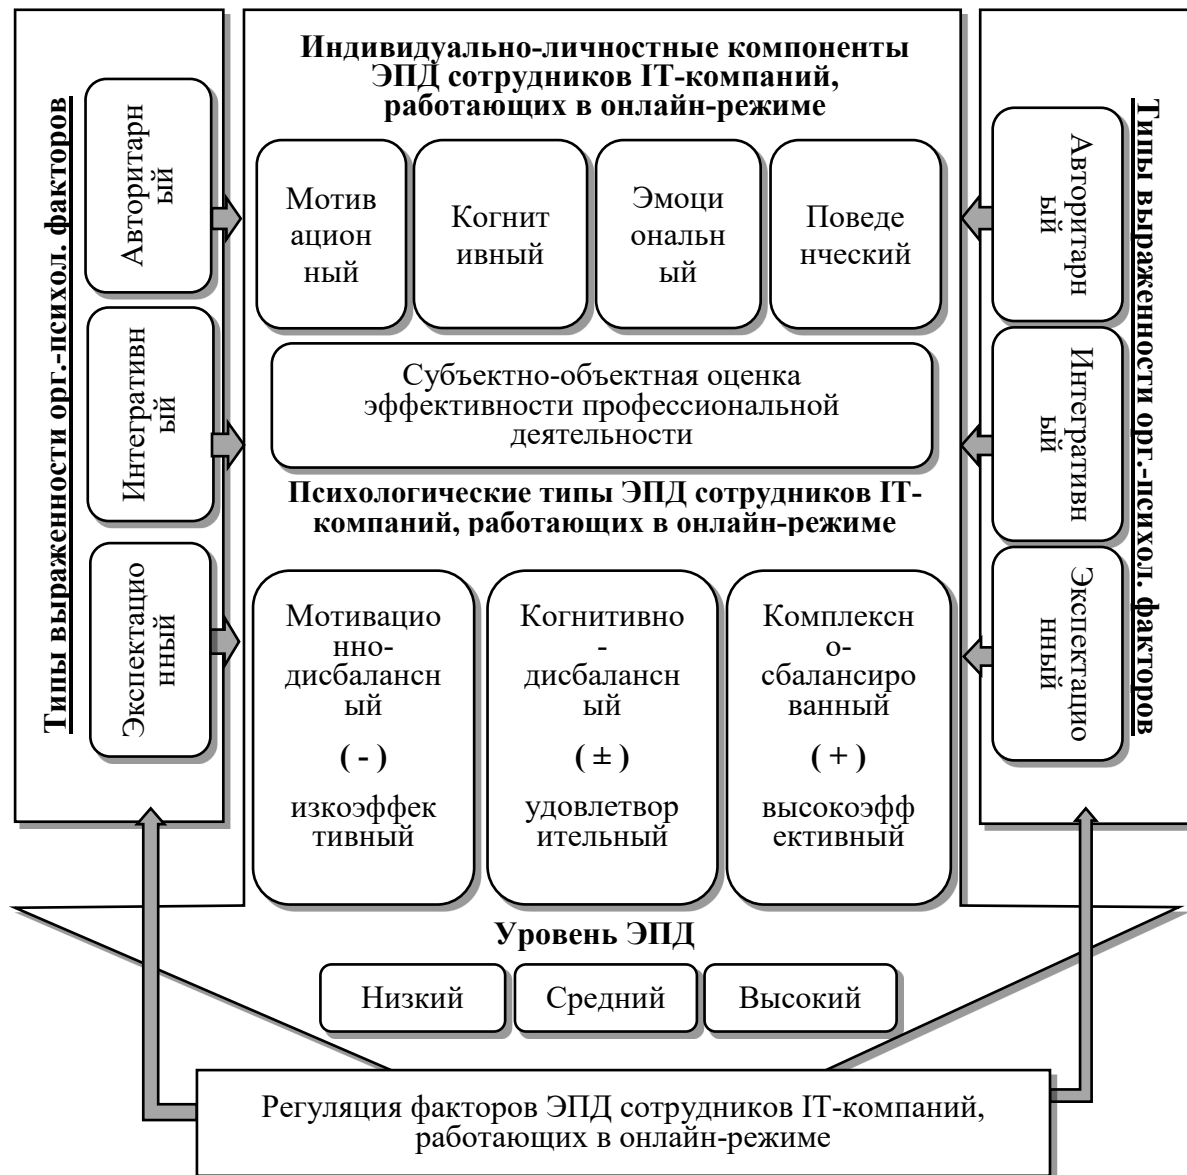 Типы выраженности орг.-психол. факторов
Авторитарн
ый
Интегративн
ый
Экспектацио
нный
Индивидуально-личностные компоненты
ЭПД сотрудников IT-компаний,
работающих в онлайн-режиме
Мотив
ацион
ный
Когнит
ивный
Эмоци
ональн
ый
Поведе
нческий
Субъектно-объектная оценка
эффективности профессиональной
деятельности
Психологические типы ЭПД сотрудников IT-
компаний, работающих в онлайн-режиме
Мотивацио
нно-
дисбалансн
ый
( - )
изкоэффек
тивный
Когнитивно
-
дисбалансн
ый
( ± )
удовлетвор
ительный
Комплексн
о-
сбалансиро
ванный
( + )
высокоэфф
ективный
Уровень ЭПД
Низкий
Средний
Высокий
Регуляция факторов ЭПД сотрудников IT-компаний,
работающих в онлайн-режиме
Авторитарн
ый
Интегративн
ый
Экспектацио
нный
Типы выраженности орг.-психол. факторов